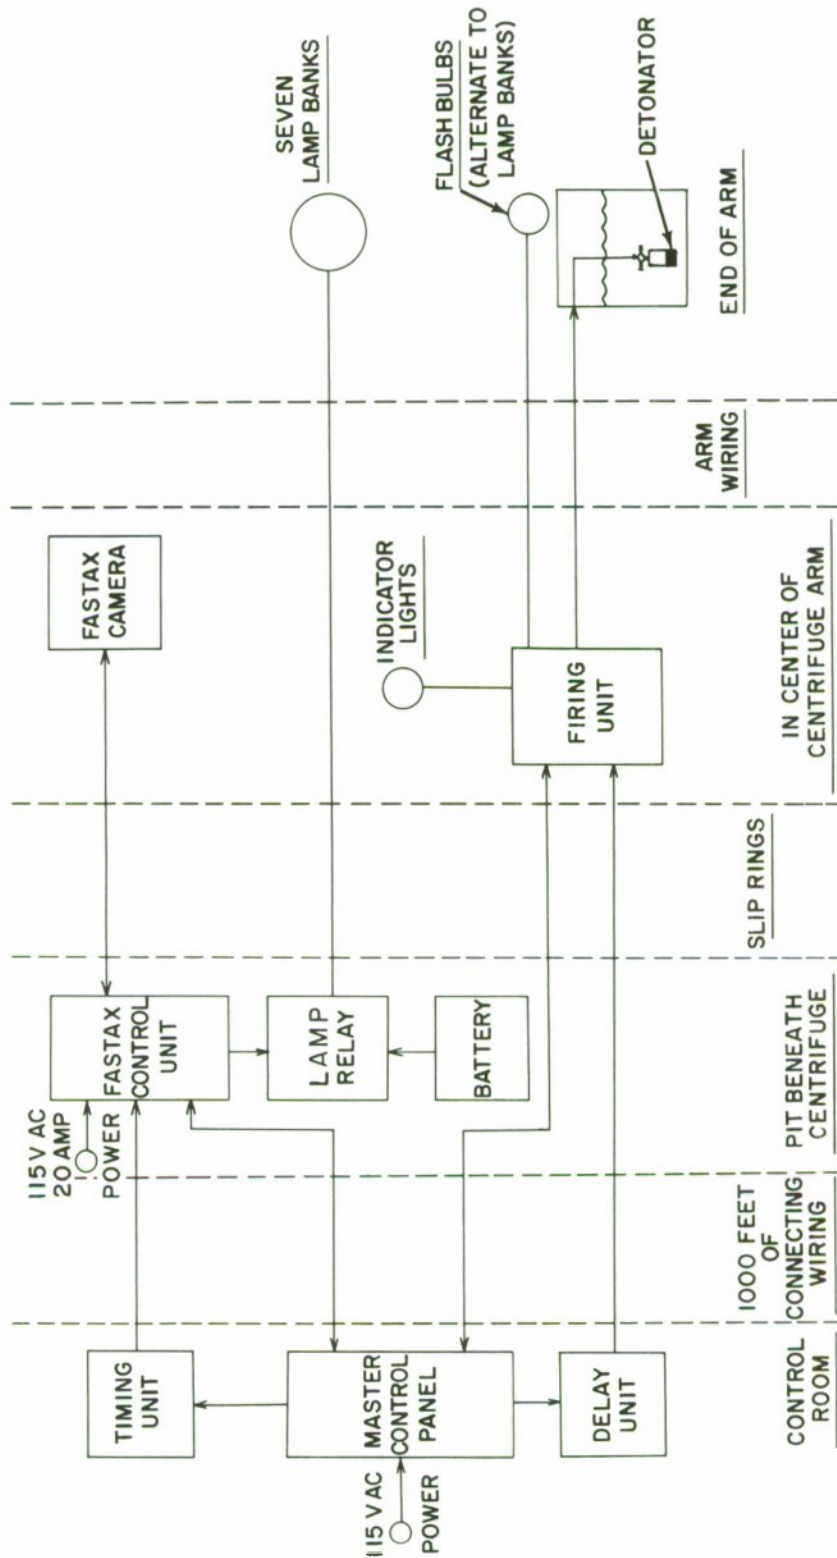 115 V AC
20 AMP
POWER
FASTAX
CONTROL
UNIT
FASTAX
CAMERA
SEVEN
LAMP BANKS
TIMING
UNIT
LAMP
RELAY
INDICATOR
LIGHTS
FLASH BULBS
(ALTERNATE TO
LAMP BANKS)
115 V AC
POWER
MASTER
CONTROL
PANEL
BATTERY
FIRING
UNIT
DETONATOR
DELAY
UNIT
CONTROL
ROOM
1000 FEET
OF
CONNECTING
WIRING
PIT BENEATH
CENTRIFUGE
SLIP RINGS
IN CENTER OF
CENTRIFUGE ARM
ARM
WIRING
END OF ARM